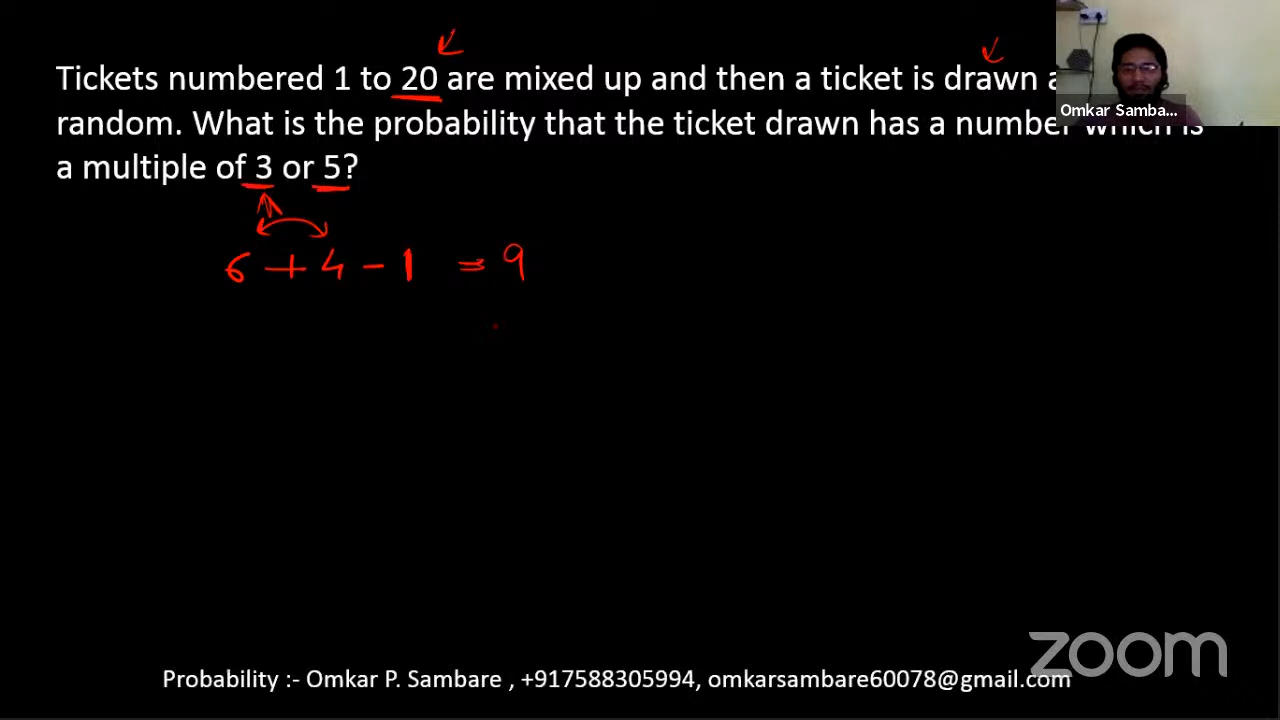 Tickets numbered 1 to 20 are mixed up and then a ticket is drawn a
random. What is the probability that the ticket drawn has a number which is
a multiple of 3 or 5?
Omkar Samba...
6 + 4 - 1 = 9
zoom
Probability :- Omkar P. Sambare , +917588305994, omkarsambare60078@gmail.com